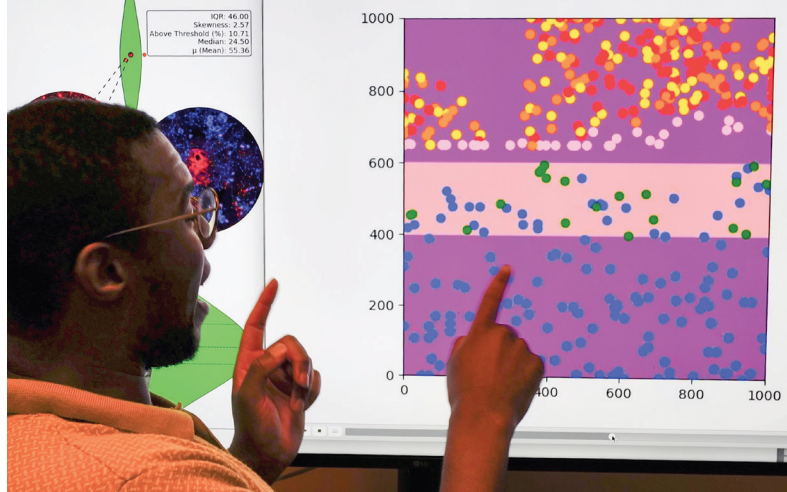 IQR: 46.00
Skewness: 2.57
Above Threshold (%): 10.71
Median: 24.50
μ (Mean): 55.36
1000
800
600
400
200
0
0
400
600
800
1000
LG